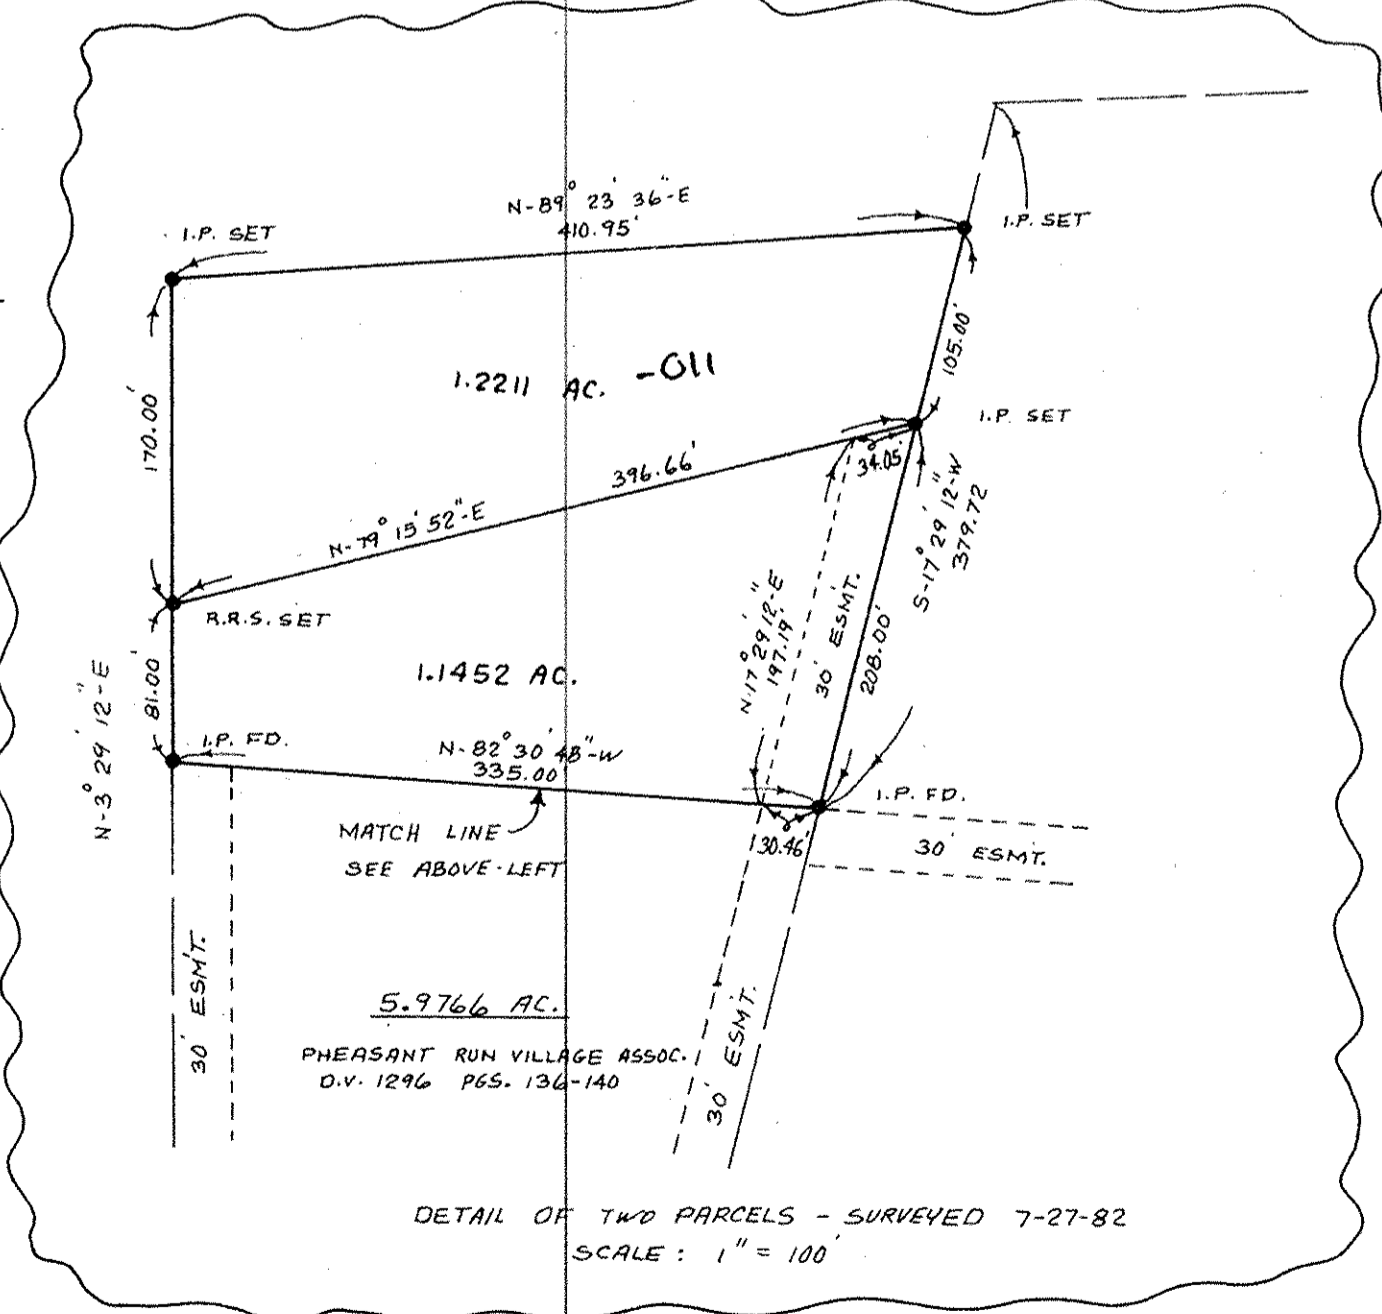 N-89° 23' 36"-E
410.95'
I.P. SET
I.P. SET
170.00'
1.2211 AC. -011
105.00'
I.P. SET
396.66'
34.05'
N-79° 15' 52"-E
S-17° 29' 12"-W
379.72
R.R.S. SET
N-17° 29' 12"-E
197.19'
30' ESMT.
208.00'
1.1452 AC.
81.00'
N-3° 29' 12"-E
I.P. FD.
N-82° 30' 48"-W
335.00'
I.P. FD.
MATCH LINE
SEE ABOVE-LEFT
30.46'
30' ESMT.
30' ESMT.
5.9766 AC.
PHEASANT RUN VILLAGE ASSOC.
D.V. 1296 PGS. 136-140
30' ESMT.
DETAIL OF TWO PARCELS - SURVEYED 7-27-82
SCALE: 1" = 100'